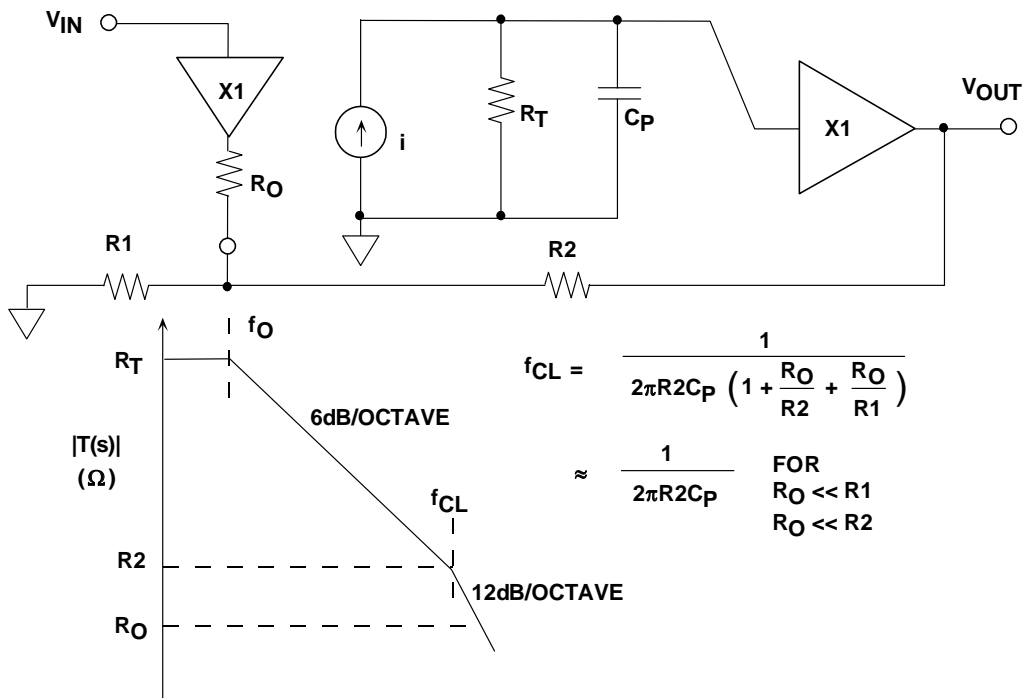 VIN
X1
RO
i
RT
CP
X1
VOUT
R1
R2
fO
RT
6dB/OCTAVE
|T(s)|
(Ω)
fCL
R2
12dB/OCTAVE
RO
fCL = 1 / 2πR2CP (1 + RO/R2 + RO/R1)
≈ 1 / 2πR2CP
FOR
RO << R1
RO << R2